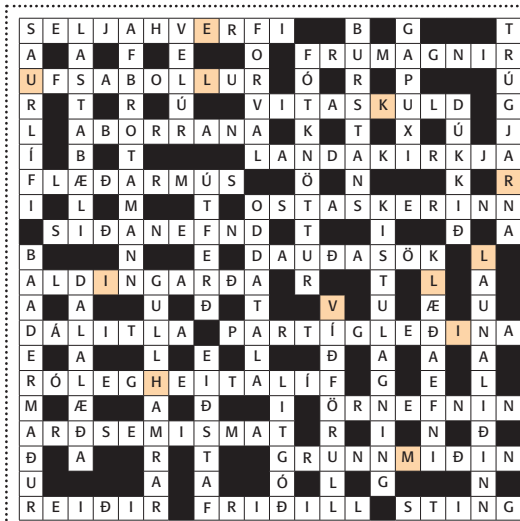 SELJAHVERFI B G T
A A F E O FRUMAGNIR
UFSABOLLUR Ó R P Ú
R T R Ú VITASKULD G
L ABORRANA K T X Ú J
Í B T LANDAKIRKJA
FLÆÐARMÚS Ö N K R
I L M T OSTASKERINN
SIÐANEFND T I Ð A
B N E DAUÐASÖK L
ALDINGARÐA R T L A
A A U Ð T V U Æ U
DÁLITLA PARTÍGLEÐINA
E A L E L Ð A A A
RÓLEGHEITALÍF G E L
M Æ A Ð I ÖRNEFNIN
ARÐSEMISMAT R I N Ð
Ð A R T GRUNNMIÐIN
U A A Ó L G N
REIÐIR FRIÐILL STING